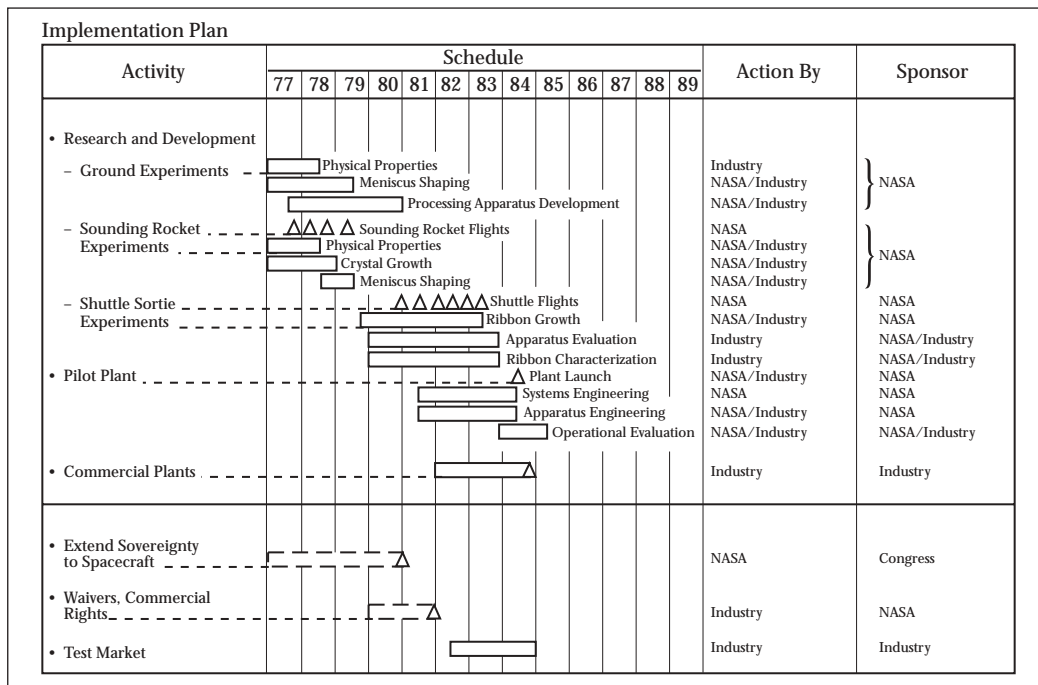 Implementation Plan
Activity Schedule Action By Sponsor
77 78 79 80 81 82 83 84 85 86 87 88 89
• Research and Development
– Ground Experiments Physical Properties Industry
Meniscus Shaping NASA/Industry NASA
Processing Apparatus Development NASA/Industry
– Sounding Rocket Sounding Rocket Flights NASA
Experiments Physical Properties NASA/Industry
Crystal Growth NASA/Industry NASA
Meniscus Shaping NASA/Industry
– Shuttle Sortie Shuttle Flights NASA NASA
Experiments Ribbon Growth NASA/Industry NASA
Apparatus Evaluation Industry NASA/Industry
Ribbon Characterization Industry NASA/Industry
• Pilot Plant Plant Launch NASA/Industry NASA
Systems Engineering NASA NASA
Apparatus Engineering NASA/Industry NASA
Operational Evaluation NASA/Industry NASA/Industry
• Commercial Plants Industry Industry
• Extend Sovereignty
to Spacecraft NASA Congress
• Waivers, Commercial
Rights Industry NASA
• Test Market Industry Industry